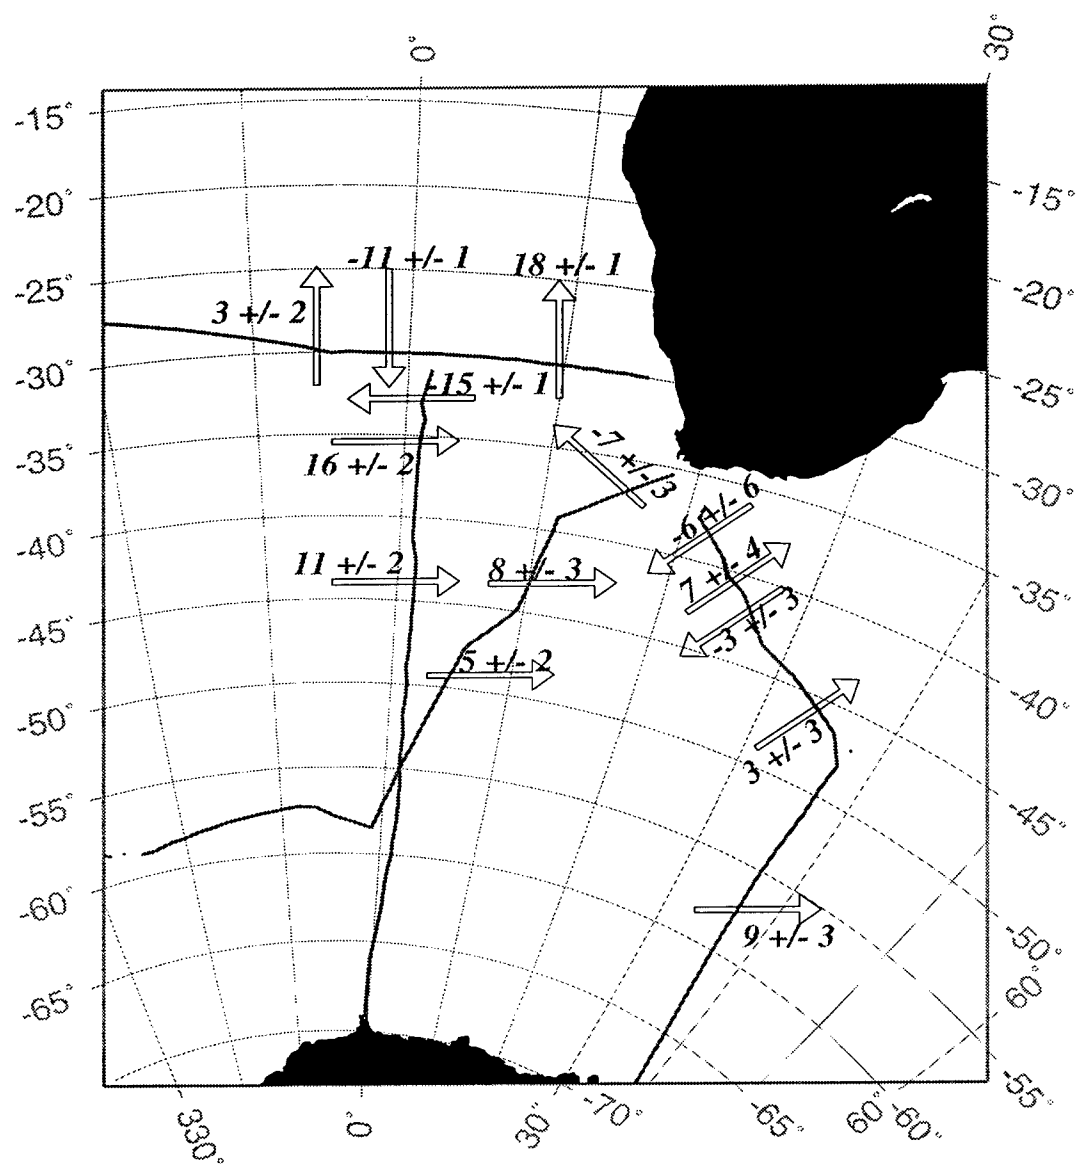 0° 30°
-15°
-15°
-20°
-11 +/- 1 18 +/- 1
-25° 3 +/- 2 -20°
-30° -15 +/- 1 -25°
-35° 16 +/- 2 -7 +/- 3 -30°
-6 +/- 6
-40° 11 +/- 2 8 +/- 3 7 +/- 4 -35°
-45° 5 +/- 2 -3 +/- 3
-50° 3 +/- 3 -40°
-55° -45°
-60° 9 +/- 3 -50°
-65° 60°
-55°
330° 0° 30° -70° -65° 60° -60°